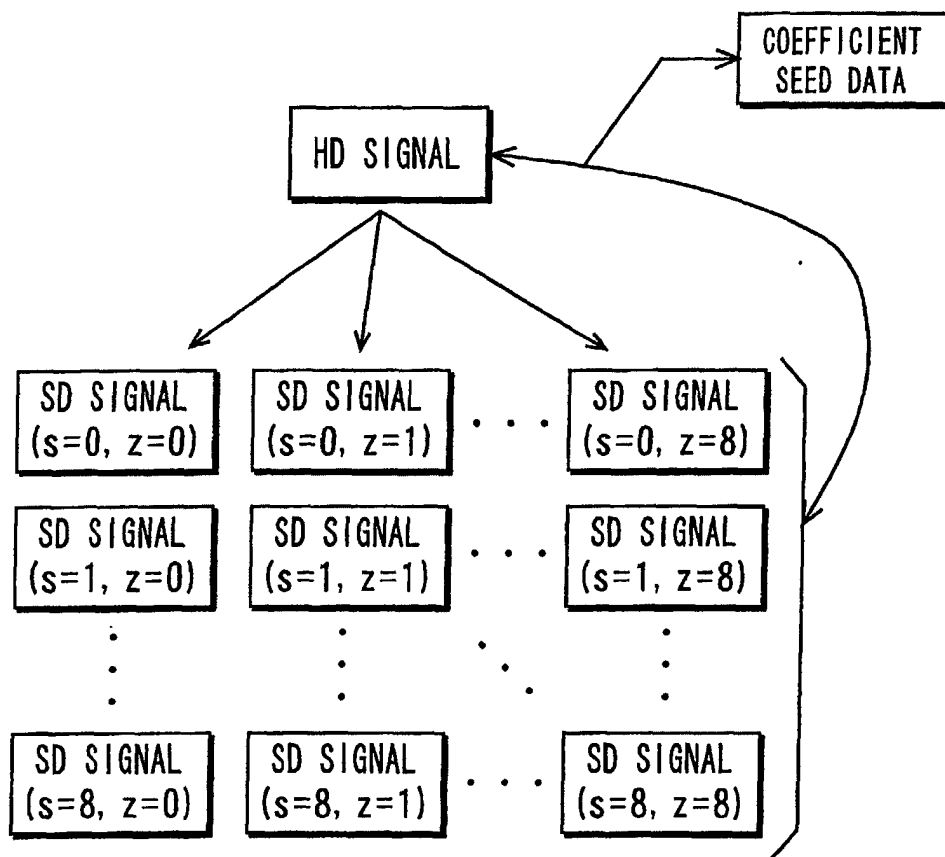 COEFFICIENT
SEED DATA
HD SIGNAL
SD SIGNAL
(s=0, z=0)
SD SIGNAL
(s=0, z=1)
. . .
SD SIGNAL
(s=0, z=8)
SD SIGNAL
(s=1, z=0)
SD SIGNAL
(s=1, z=1)
. . .
SD SIGNAL
(s=1, z=8)
SD SIGNAL
(s=8, z=0)
SD SIGNAL
(s=8, z=1)
. . .
SD SIGNAL
(s=8, z=8)